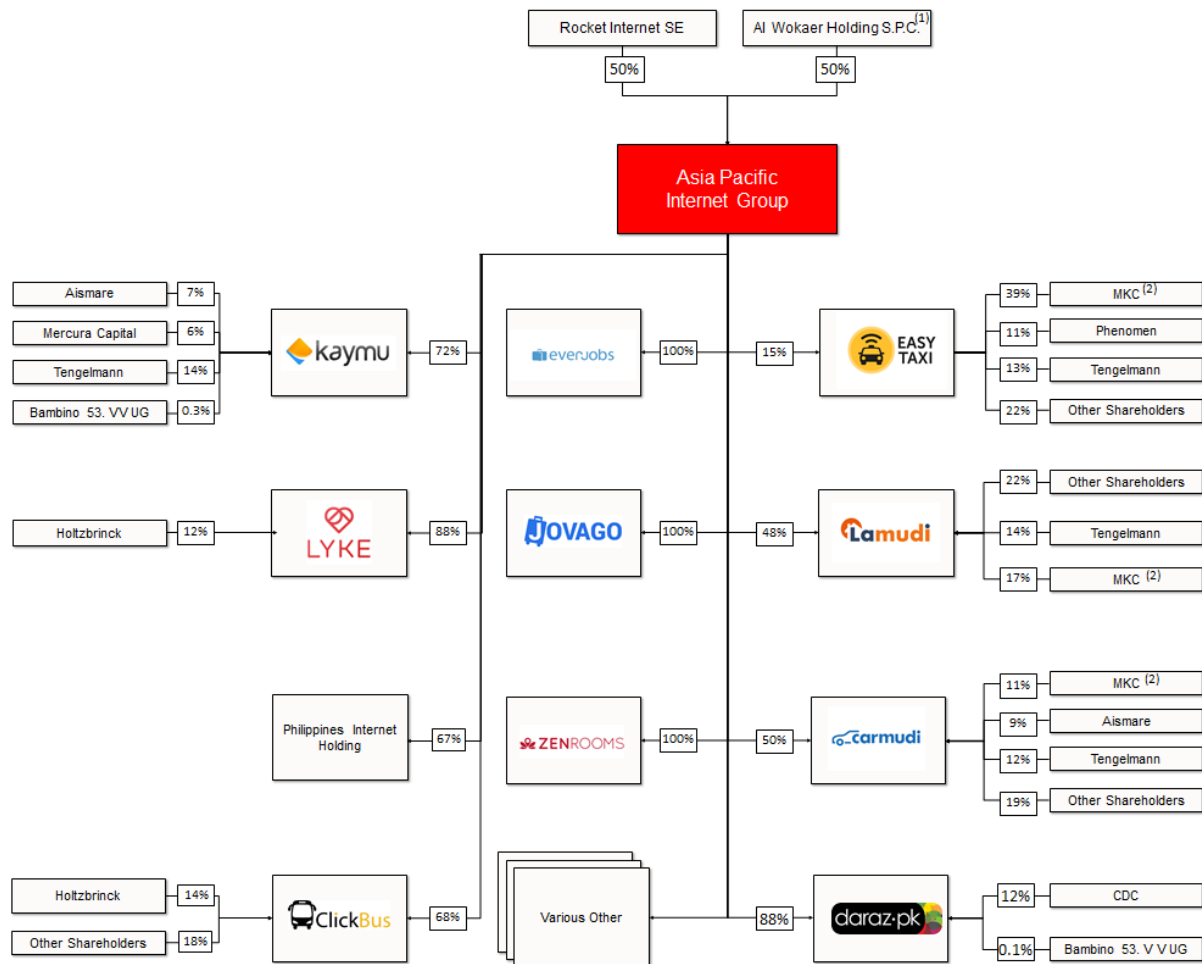 Rocket Internet SE
Al Wokaer Holding S.P.C.(1)
50%
50%
Asia Pacific
Internet Group
Aismare
7%
Mercura Capital
6%
Tengelmann
14%
Bambino 53. VV UG
0.3%
kaymu
72%
everjobs
100%
15%
EASY
TAXI
39%
MKC (2)
11%
Phenomen
13%
Tengelmann
22%
Other Shareholders
Holtzbrinck
12%
LYKE
88%
JOVAGO
100%
48%
Lamudi
22%
Other Shareholders
14%
Tengelmann
17%
MKC (2)
Philippines Internet
Holding
67%
ZENROOMS
100%
50%
carmudi
11%
MKC (2)
9%
Aismare
12%
Tengelmann
19%
Other Shareholders
Holtzbrinck
14%
Other Shareholders
18%
ClickBus
68%
Various Other
88%
daraz.pk
12%
CDC
0.1%
Bambino 53. V V UG